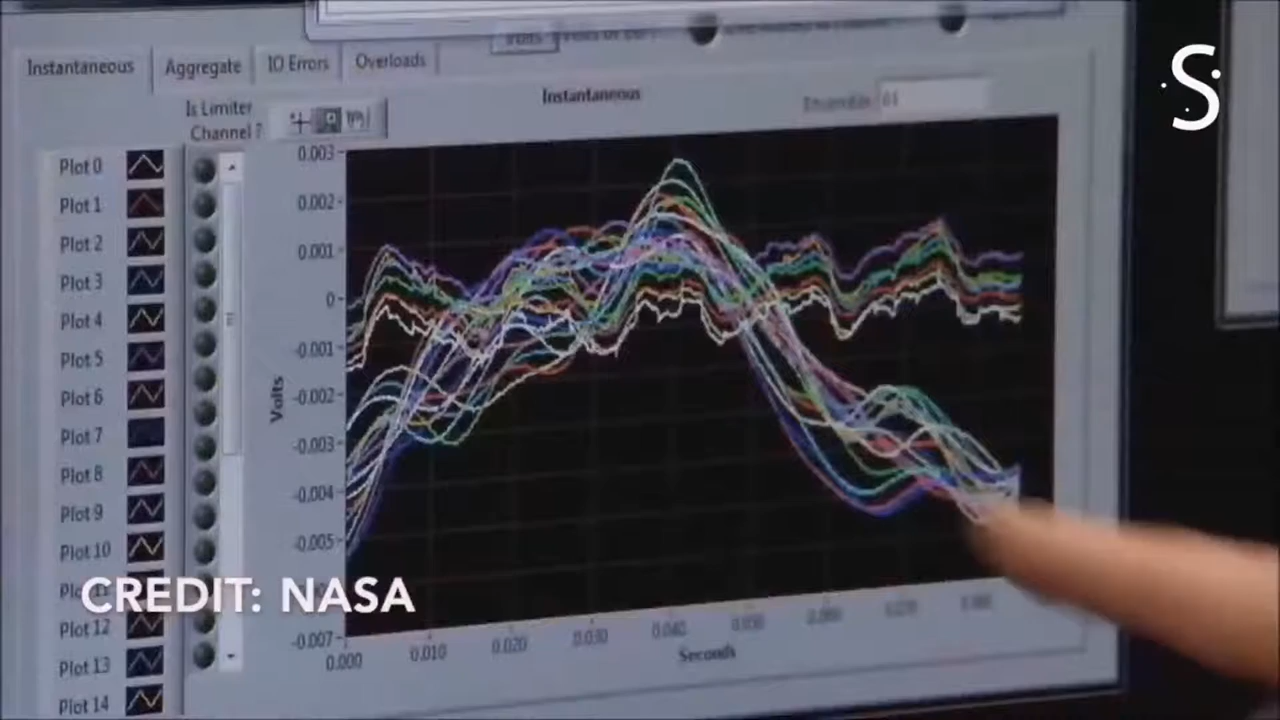 S
Instantaneous
Aggregate
IO Errors
Overloads
Instantaneous
Is Limiter
Channel ?
Plot 0
Plot 1
Plot 2
Plot 3
Plot 4
Plot 5
Plot 6
Plot 7
Plot 8
Plot 9
Plot 10
Plot 12
Plot 13
Plot 14
0.003
0.002
0.001
0
-0.001
-0.002
-0.003
-0.004
-0.005
-0.007
Volts
0.000
0.010
0.020
0.030
0.040
Seconds
CREDIT: NASA